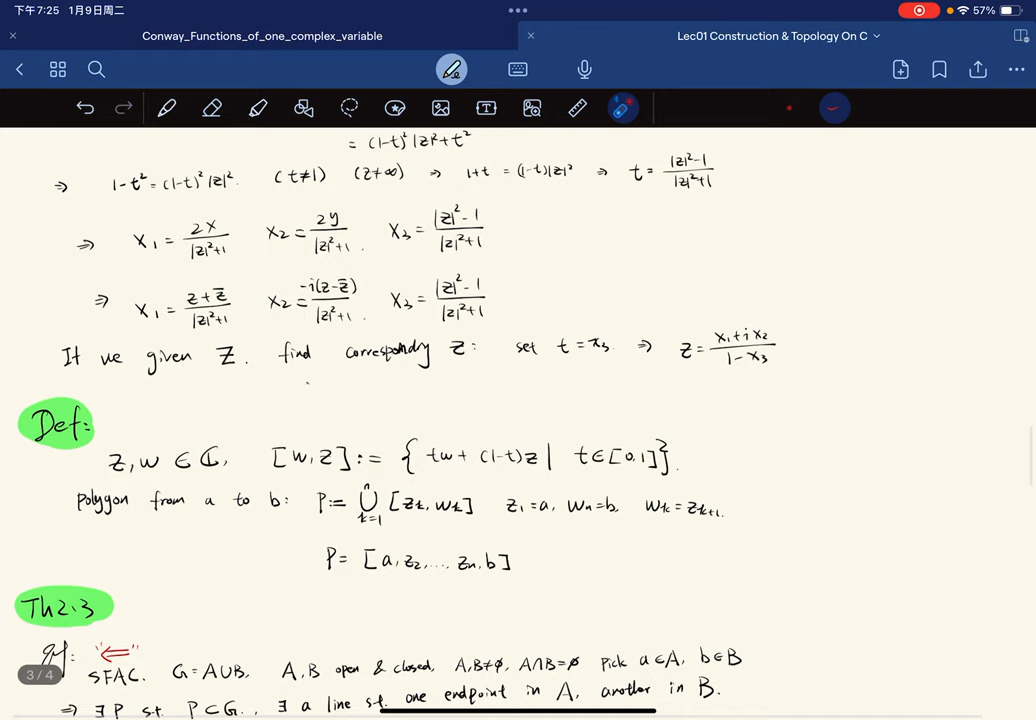 下午7:25 1月9日周二 57%
Conway_Functions_of_one_complex_variable
Lec01 Construction & Topology On C
= (1-t)²|z|²+t²
⇒ 1-t² = (1-t)²|z|². (t≠1) (z≠∞) ⇒ 1+t = (1-t)|z|² ⇒ t = (|z|²-1)/(|z|²+1)
⇒ x₁ = 2x/(|z|²+1) x₂ = 2y/(|z|²+1). x₃ = (|z|²-1)/(|z|²+1)
⇒ x₁ = (z+z̄)/(|z|²+1) x₂ = -i(z-z̄)/(|z|²+1). x₃ = (|z|²-1)/(|z|²+1)
If we given Z. find correspondy z: set t=x₃. ⇒ z = (x₁+ix₂)/(1-x₃)
Def:
z,w ∈ ℂ, [w,z] := { tw + (1-t)z | t∈[0,1] }.
Polygon from a to b: P := ⋃ₖ₌₁ⁿ [zₖ,wₖ] z₁=a, wₙ=b, wₖ=zₖ₊₁.
P = [a,z₂,...,zₙ,b]
Th2.3
pf: "⇐"
3/4
SFAC. G=A∪B, A,B open & closed, A,B≠∅, A∩B=∅ Pick a∈A, b∈B
⇒ ∃P s.t. P⊂G. ∃ a line s.t. one endpoint in A, another in B.